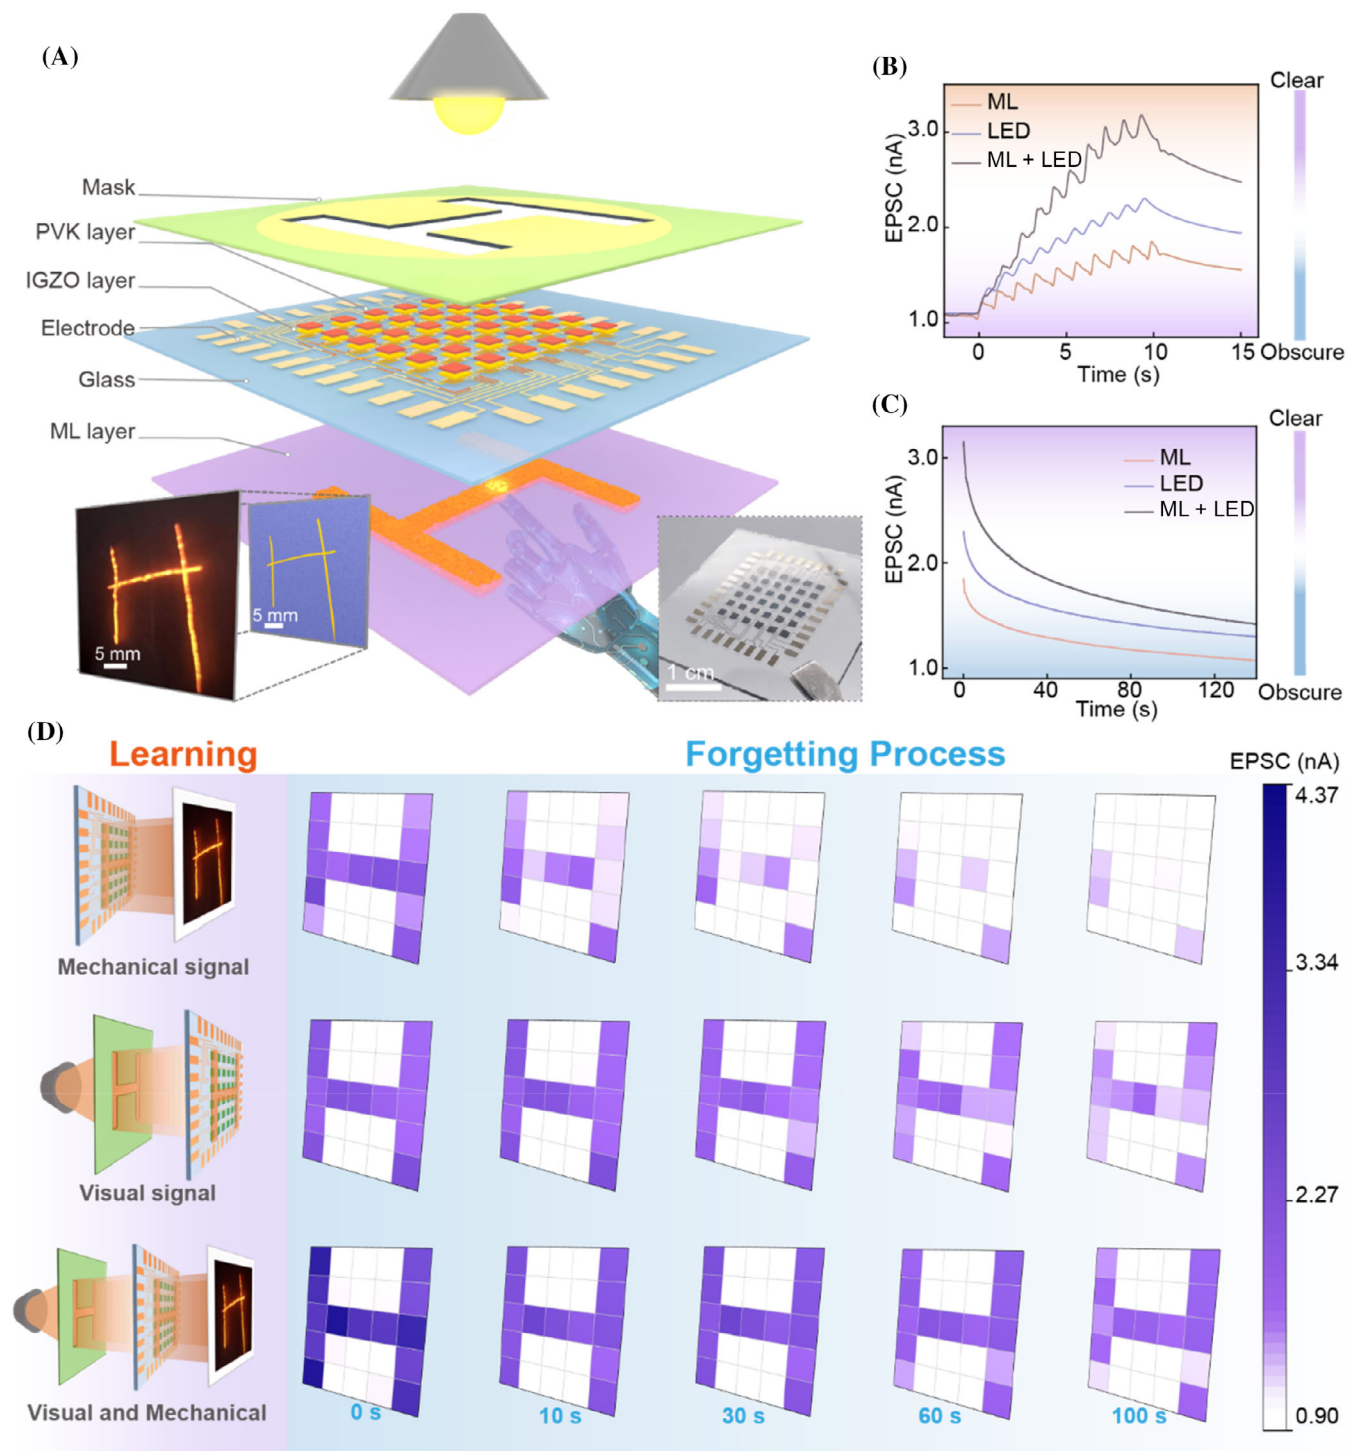 (A)
Mask
PVK layer
IGZO layer
Electrode
Glass
ML layer
5 mm
5 mm
1 cm
(B)
ML
LED
ML + LED
EPSC (nA)
3.0
2.0
1.0
0 5 10 15
Time (s)
Clear
Obscure
(C)
ML
LED
ML + LED
EPSC (nA)
3.0
2.0
1.0
0 40 80 120
Time (s)
Clear
Obscure
(D)
Learning
Forgetting Process
EPSC (nA)
4.37
3.34
2.27
0.90
Mechanical signal
Visual signal
Visual and Mechanical
0 s 10 s 30 s 60 s 100 s